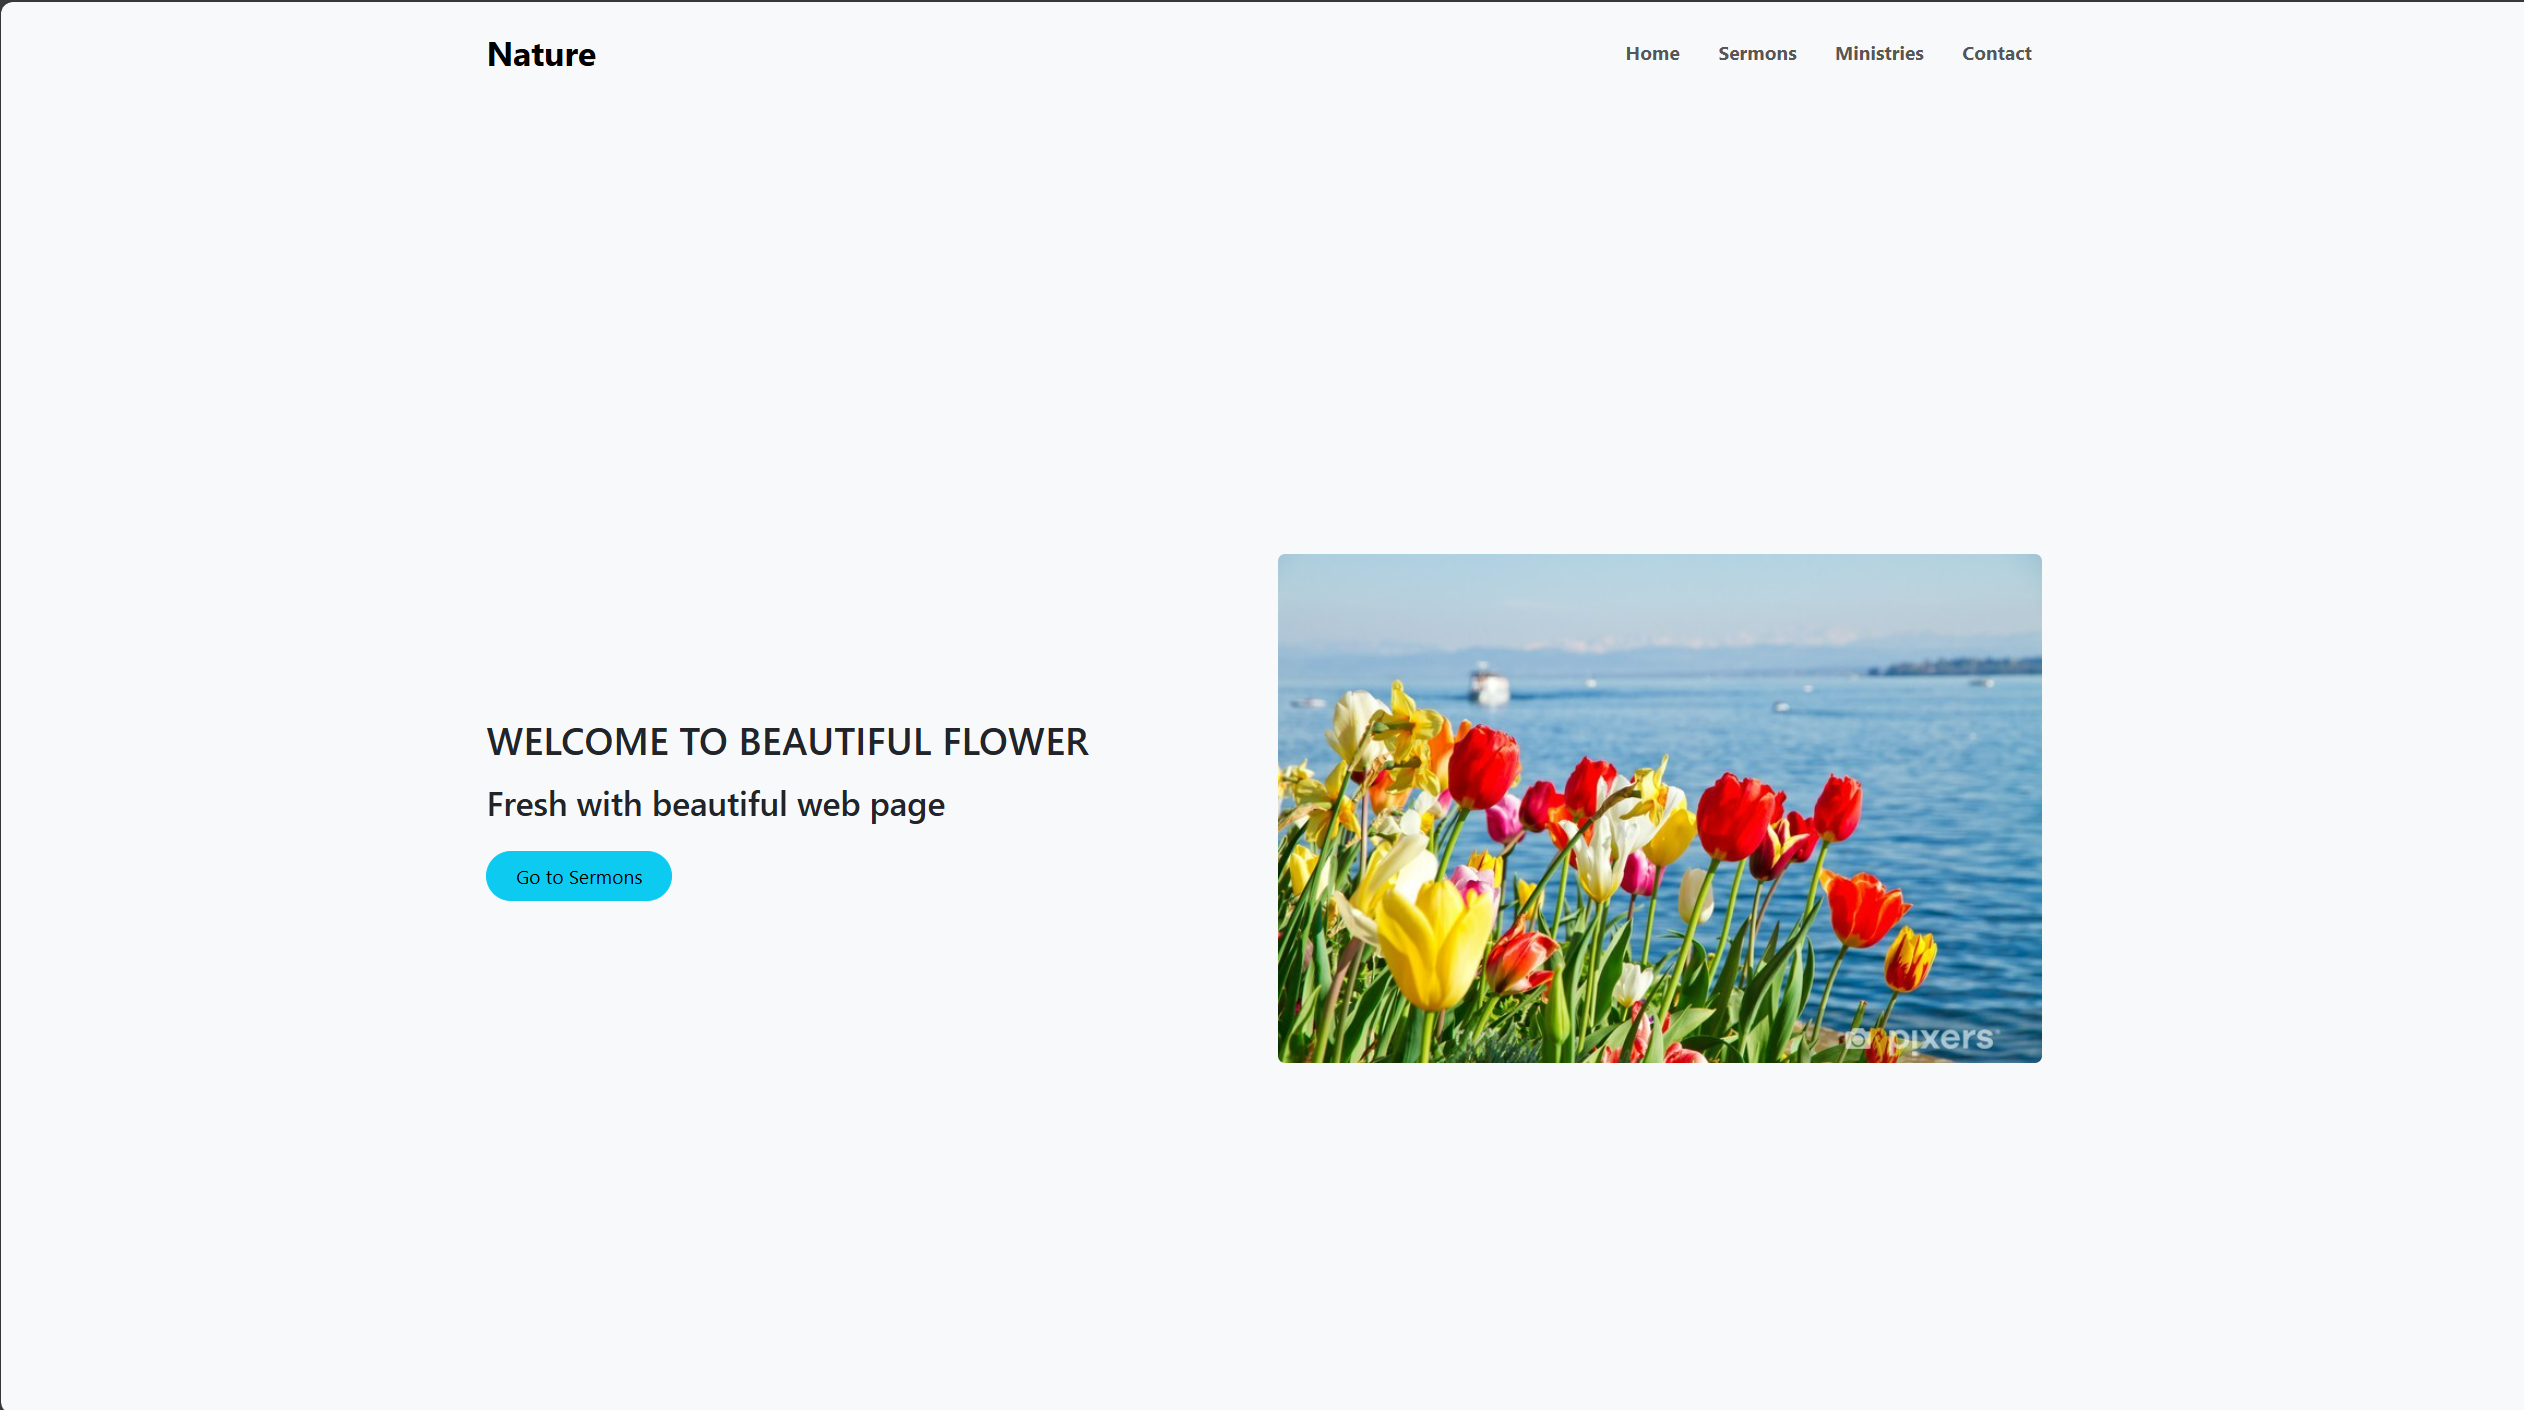 Nature
Home Sermons Ministries Contact
WELCOME TO BEAUTIFUL FLOWER
Fresh with beautiful web page
Go to Sermons
pixers